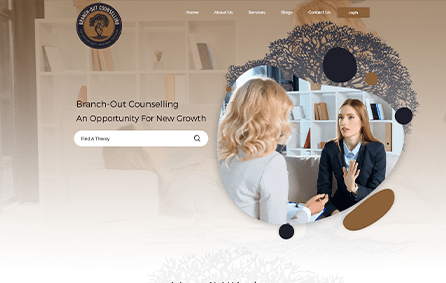 BRANCH-OUT COUNSELLING
Home About Us Services Blogs Contact Us Login
Branch-Out Counselling
An Opportunity For New Growth
Find A Theray